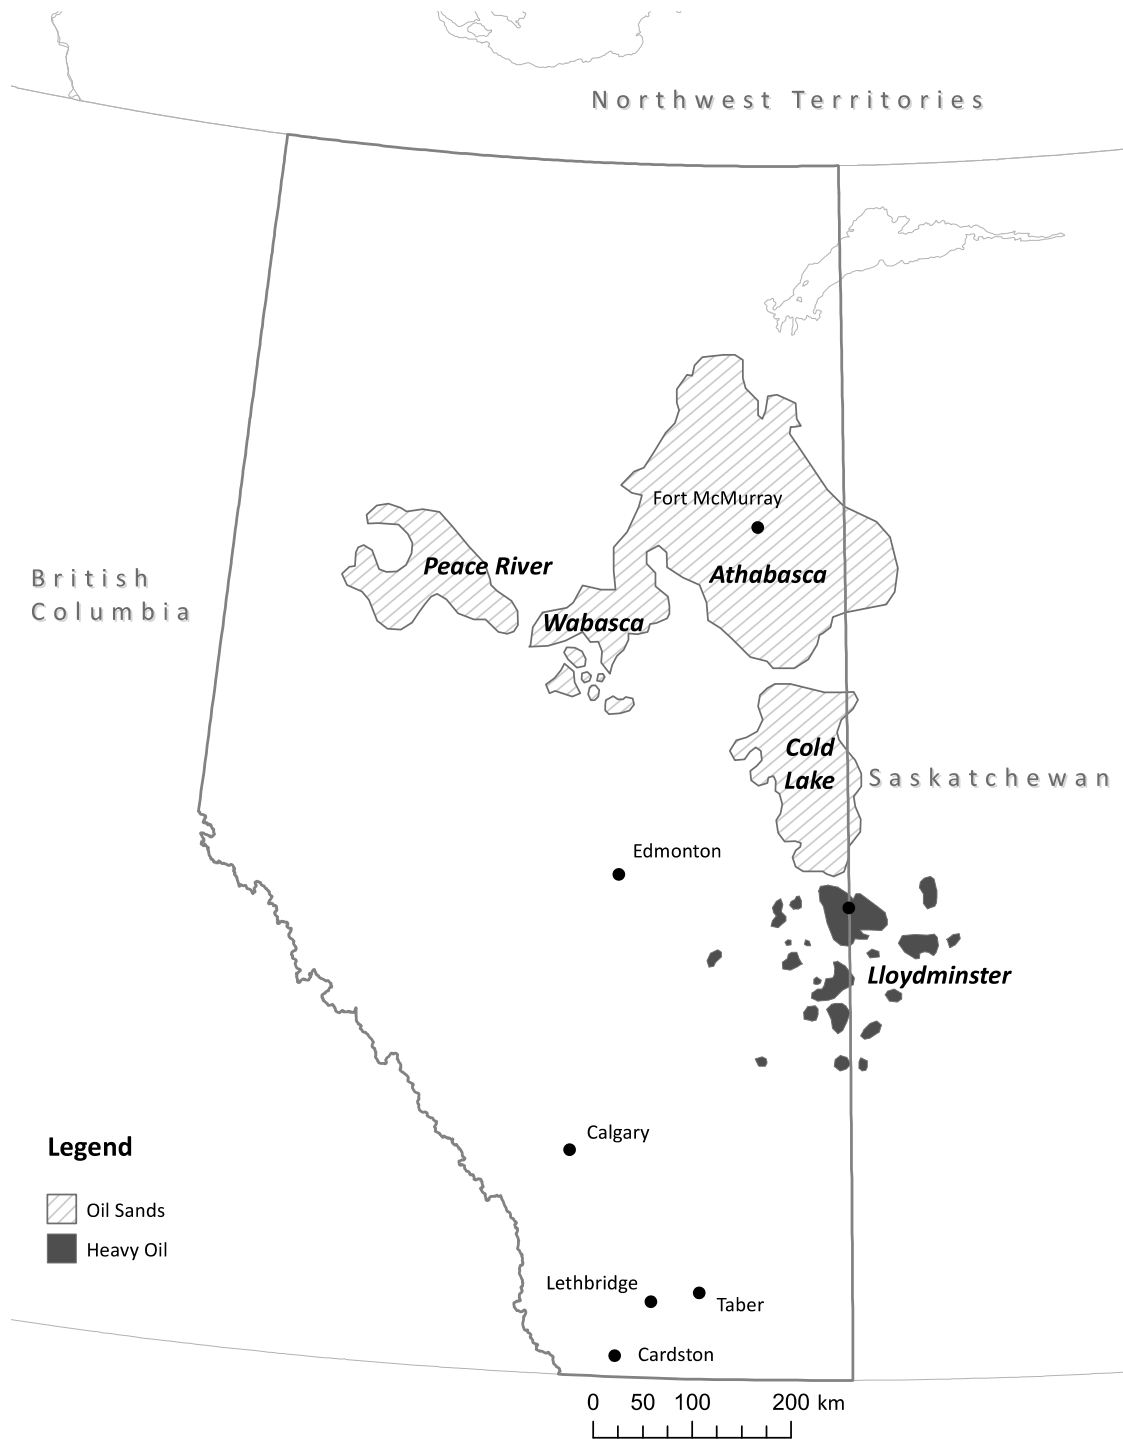 Northwest Territories
Fort McMurray
Peace River
Athabasca
British
Columbia
Wabasca
Cold
Lake
Saskatchewan
Edmonton
Lloydminster
Calgary
Legend
Oil Sands
Heavy Oil
Lethbridge
Taber
Cardston
0 50 100 200 km